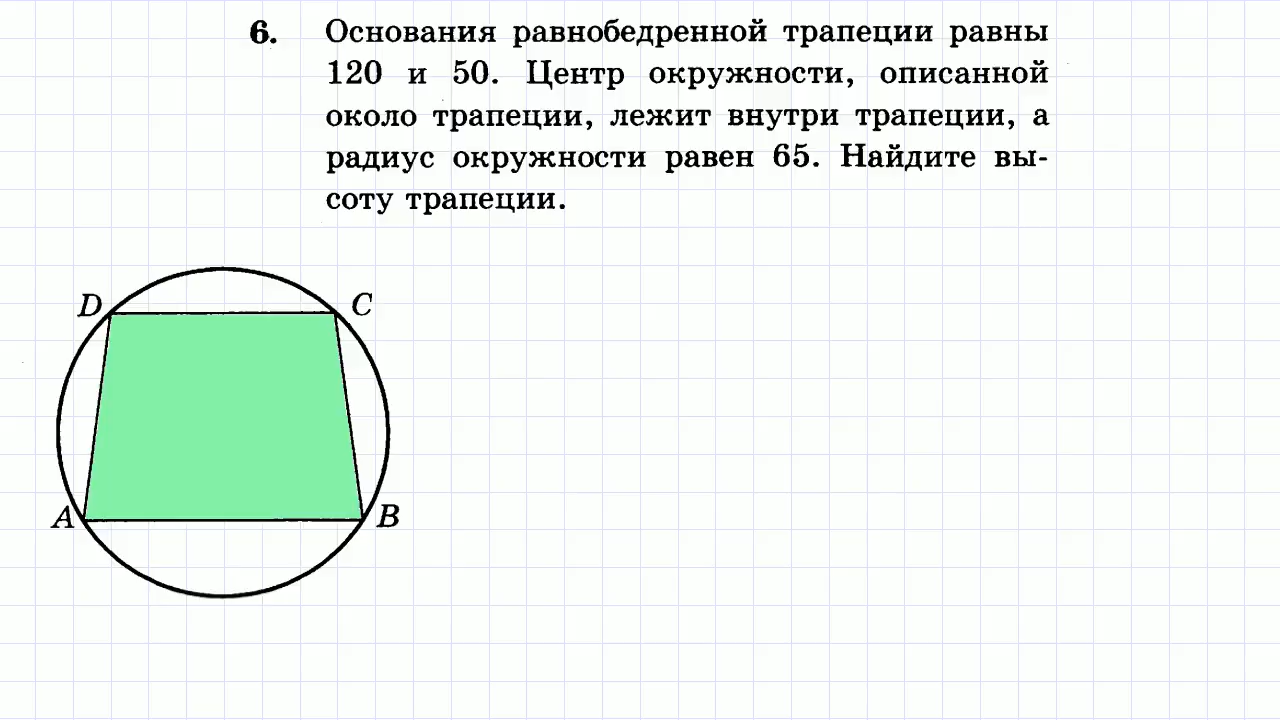 6. Основания равнобедренной трапеции равны
120 и 50. Центр окружности, описанной
около трапеции, лежит внутри трапеции, а
радиус окружности равен 65. Найдите вы-
соту трапеции.
D C
A B